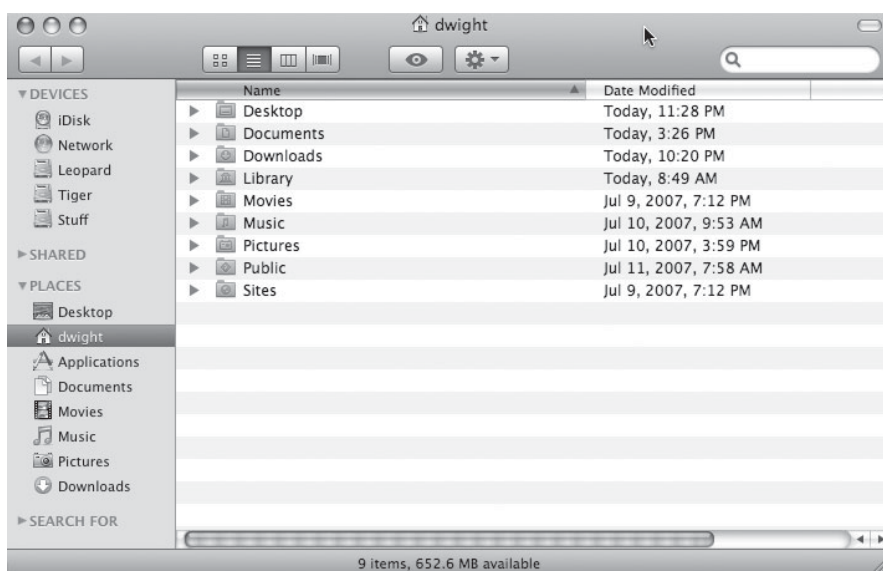 dwight
DEVICES
iDisk
Network
Leopard
Tiger
Stuff
SHARED
PLACES
Desktop
dwight
Applications
Documents
Movies
Music
Pictures
Downloads
SEARCH FOR
Name Date Modified
Desktop Today, 11:28 PM
Documents Today, 3:26 PM
Downloads Today, 10:20 PM
Library Today, 8:49 AM
Movies Jul 9, 2007, 7:12 PM
Music Jul 10, 2007, 9:53 AM
Pictures Jul 10, 2007, 3:59 PM
Public Jul 11, 2007, 7:58 AM
Sites Jul 9, 2007, 7:12 PM
9 items, 652.6 MB available